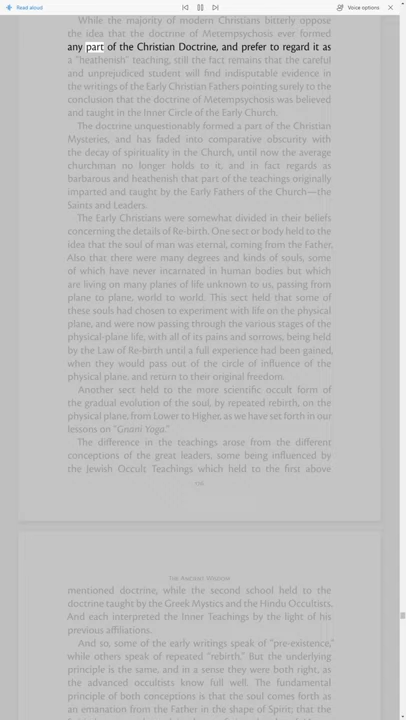 Read aloud
Voice options
While the majority of modern Christians bitterly oppose
the idea that the doctrine of Metempsychosis ever formed
any part of the Christian Doctrine, and prefer to regard it as
a "heathenish" teaching, still the fact remains that the careful
and unprejudiced student will find indisputable evidence in
the writings of the Early Christian Fathers pointing surely to the
conclusion that the doctrine of Metempsychosis was believed
and taught in the Inner Circle of the Early Church.
The doctrine unquestionably formed a part of the Christian
Mysteries, and has faded into comparative obscurity with
the decay of spirituality in the Church, until now the average
churchman no longer holds to it, and in fact regards as
barbarous and heathenish that part of the teachings originally
imparted and taught by the Early Fathers of the Church—the
Saints and Leaders.
The Early Christians were somewhat divided in their beliefs
concerning the details of Re-birth. One sect or body held to the
idea that the soul of man was eternal, coming from the Father.
Also that there were many degrees and kinds of souls, some
of which have never incarnated in human bodies but which
are living on many planes of life unknown to us, passing from
plane to plane, world to world. This sect held that some of
these souls had chosen to experiment with life on the physical
plane, and were now passing through the various stages of the
physical-plane life, with all of its pains and sorrows, being held
by the Law of Re-birth until a full experience had been gained,
when they would pass out of the circle of influence of the
physical plane, and return to their original freedom.
Another sect held to the more scientific occult form of
the gradual evolution of the soul, by repeated rebirth, on the
physical plane, from Lower to Higher, as we have set forth in our
lessons on "Gnani Yoga."
The difference in the teachings arose from the different
conceptions of the great leaders, some being influenced by
the Jewish Occult Teachings which held to the first above
The Ancient Wisdom
mentioned doctrine, while the second school held to the
doctrine taught by the Greek Mystics and the Hindu Occultists.
And each interpreted the Inner Teachings by the light of his
previous affiliations.
And so, some of the early writings speak of "pre-existence,"
while others speak of repeated "rebirth." But the underlying
principle is the same, and in a sense they were both right, as
the advanced occultists know full well. The fundamental
principle of both conceptions is that the soul comes forth as
an emanation from the Father in the shape of Spirit; that the